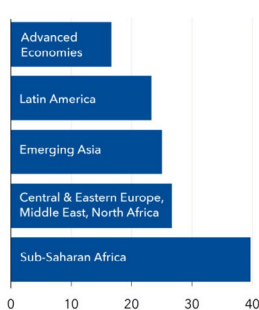 Advanced
Economies
Latin America
Emerging Asia
Central & Eastern Europe,
Middle East, North Africa
Sub-Saharan Africa
0 10 20 30 40